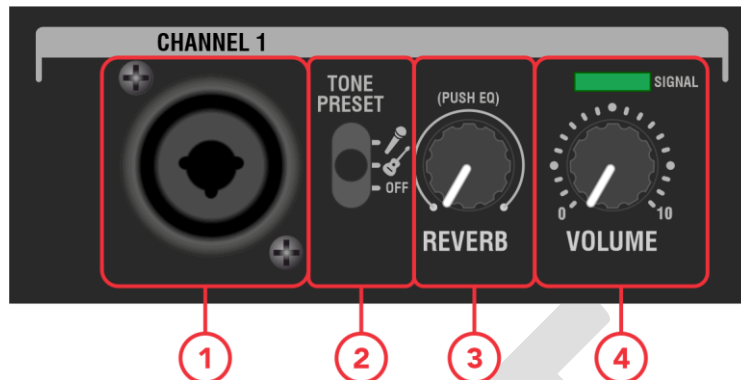 CHANNEL 1
TONE
PRESET
OFF
(PUSH EQ)
REVERB
SIGNAL
0
10
VOLUME
1
2
3
4